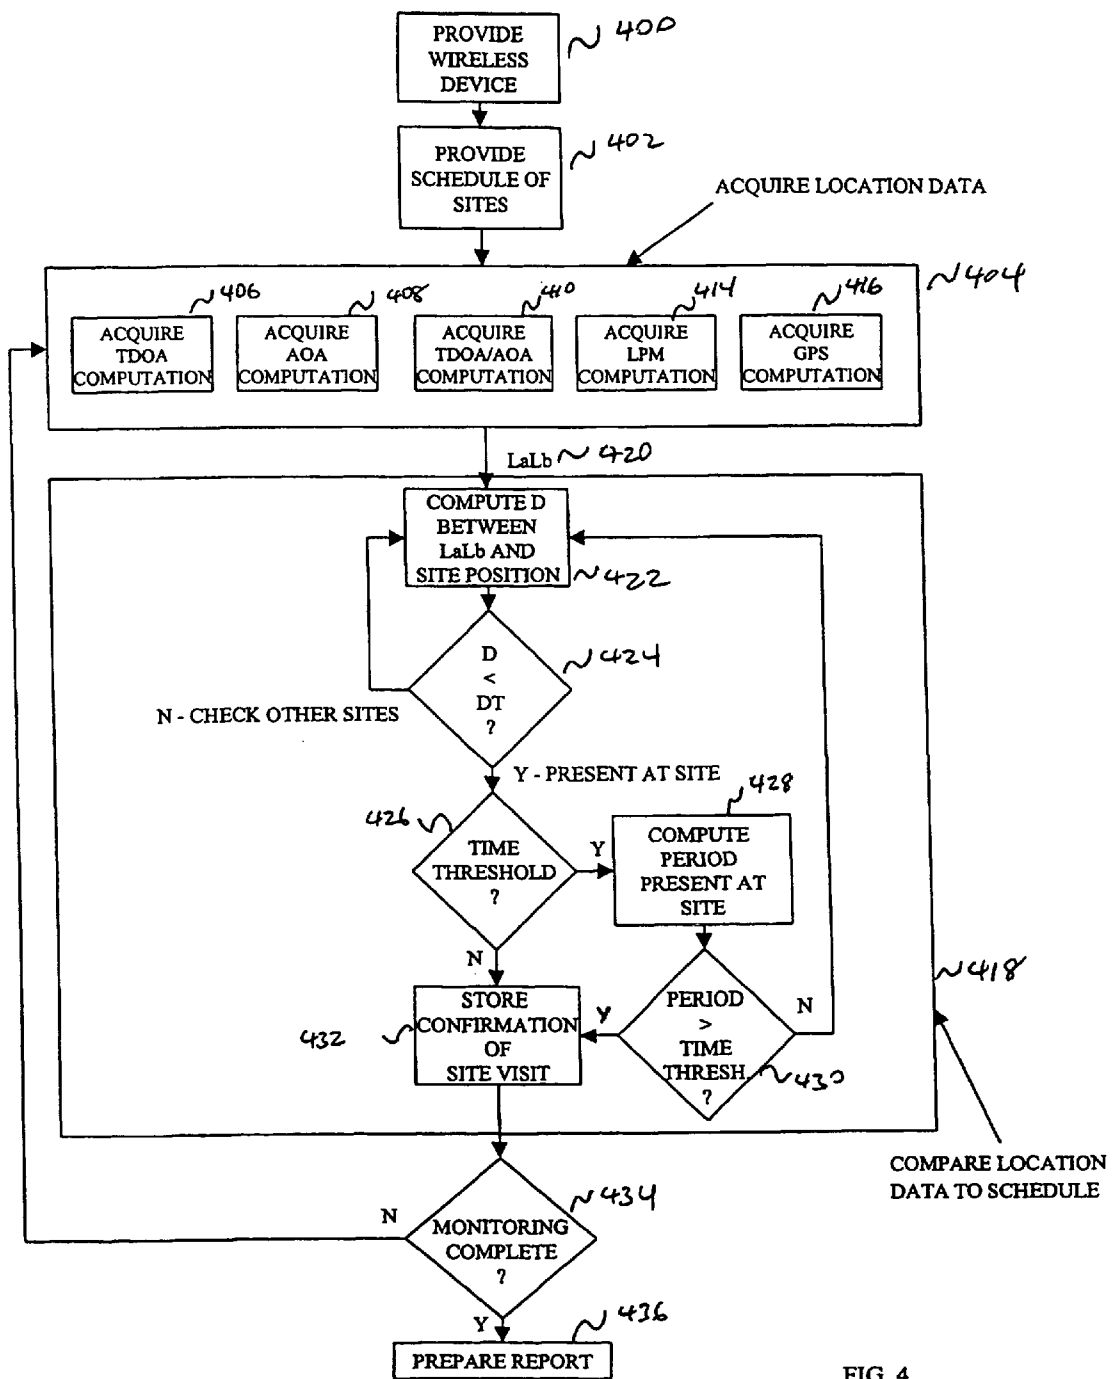 PROVIDE
WIRELESS
DEVICE
400
PROVIDE
SCHEDULE OF
SITES
402
ACQUIRE LOCATION DATA
404
406
ACQUIRE
TDOA
COMPUTATION
408
ACQUIRE
AOA
COMPUTATION
410
ACQUIRE
TDOA/AOA
COMPUTATION
414
ACQUIRE
LPM
COMPUTATION
416
ACQUIRE
GPS
COMPUTATION
LaLb 420
COMPUTE D
BETWEEN
LaLb AND
SITE POSITION
422
D
<
DT
?
424
N - CHECK OTHER SITES
Y - PRESENT AT SITE
426
TIME
THRESHOLD
?
Y
428
COMPUTE
PERIOD
PRESENT AT
SITE
N
418
STORE
CONFIRMATION
OF
SITE VISIT
432
Y
PERIOD
>
TIME
THRESH.
?
430
N
COMPARE LOCATION
DATA TO SCHEDULE
434
N
MONITORING
COMPLETE
?
Y
436
PREPARE REPORT
FIG. 4